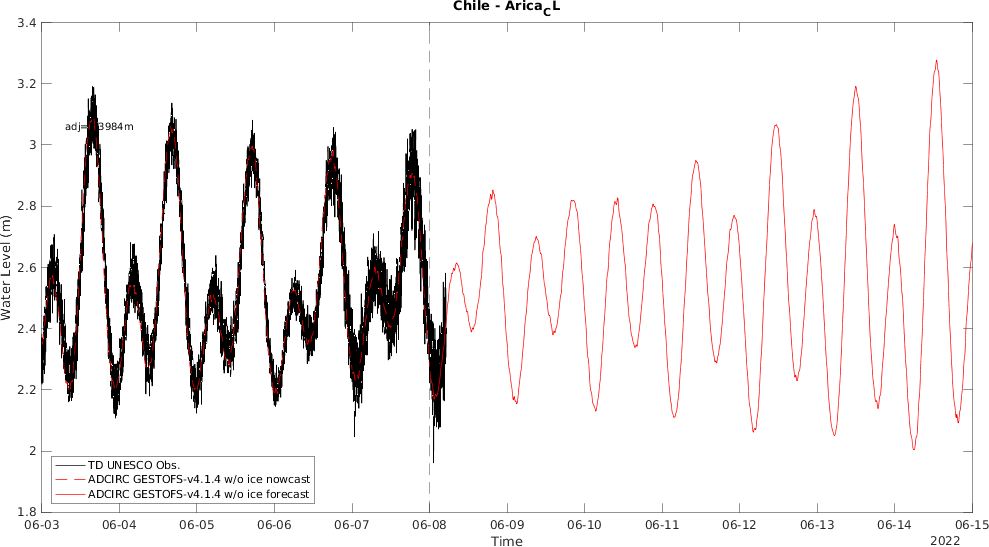 Chile - AricaCL
3.4
3.2
3
2.8
2.6
2.4
2.2
2
1.8
Water Level (m)
3984m
TD UNESCO Obs.
ADCIRC GESTOFS-v4.1.4 w/o ice nowcast
ADCIRC GESTOFS-v4.1.4 w/o ice forecast
06-03 06-04 06-05 06-06 06-07 06-08 06-09 06-10 06-11 06-12 06-13 06-14 06-15
Time
2022